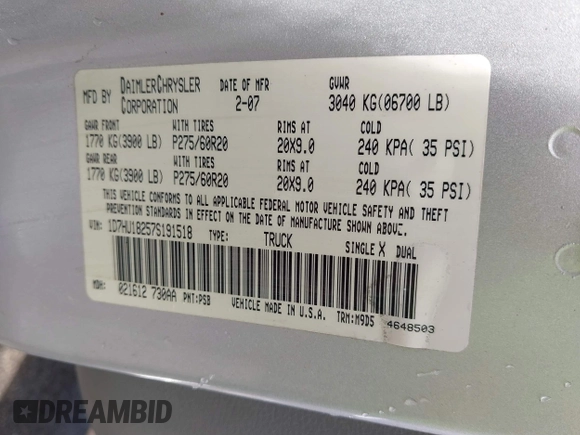 MFD BY DAIMLERCHRYSLER CORPORATION DATE OF MFR 2-07 GVWR 3040 KG(06700 LB)
GAWR FRONT WITH TIRES RIMS AT COLD
1770 KG(3900 LB) P275/60R20 20X9.0 240 KPA( 35 PSI)
GAWR REAR WITH TIRES RIMS AT COLD
1770 KG(3900 LB) P275/60R20 20X9.0 240 KPA( 35 PSI)
THIS VEHICLE CONFORMS TO ALL APPLICABLE FEDERAL MOTOR VEHICLE SAFETY AND THEFT
PREVENTION STANDARDS IN EFFECT ON THE DATE OF MANUFACTURE SHOWN ABOVE.
VIN: 1D7HU18257S191518 TYPE: TRUCK SINGLE X DUAL
MDH: 021612 730AA PNT:PSB VEHICLE MADE IN U.S.A. TRM:M9D5 4648503
DREAMBID